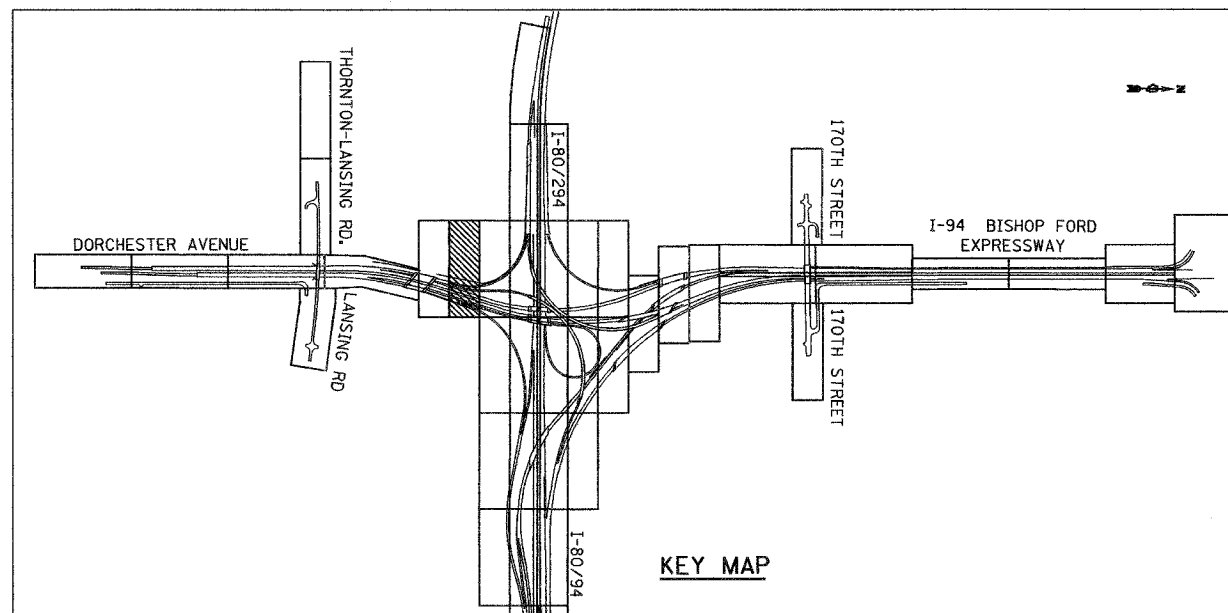 THORNTON-LANSING RD.
I-80/294
170TH STREET
N
DORCHESTER AVENUE
I-94 BISHOP FORD
EXPRESSWAY
LANSING RD
170TH STREET
I-80/94
KEY MAP